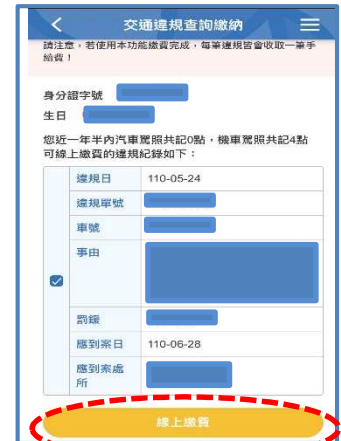 交通違規查詢繳納
請注意，若使用本功能繳費完成，每筆違規皆會收取一筆手
給費！
身分證字號
生日
您近一年半內汽車駕照共記0點，機車駕照共記4點
可線上繳費的違規紀錄如下：
違規日 110-05-24
違規單號
車號
事由
罰鍰
應到案日 110-06-28
應到案處
所
線上繳費